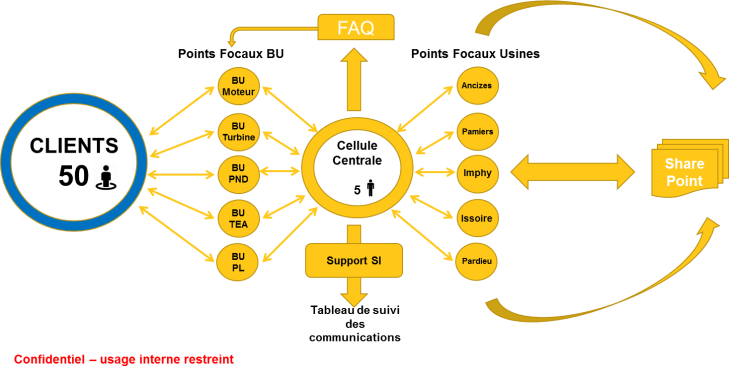 FAQ
Points Focaux BU
Points Focaux Usines
BU
Moteur
BU
Turbine
BU
PND
BU
TEA
BU
PL
CLIENTS
50
Cellule
Centrale
5
Support SI
Tableau de suivi
des
communications
Ancizes
Pamiers
Imphy
Issoire
Pardieu
Share
Point
Confidentiel – usage interne restreint